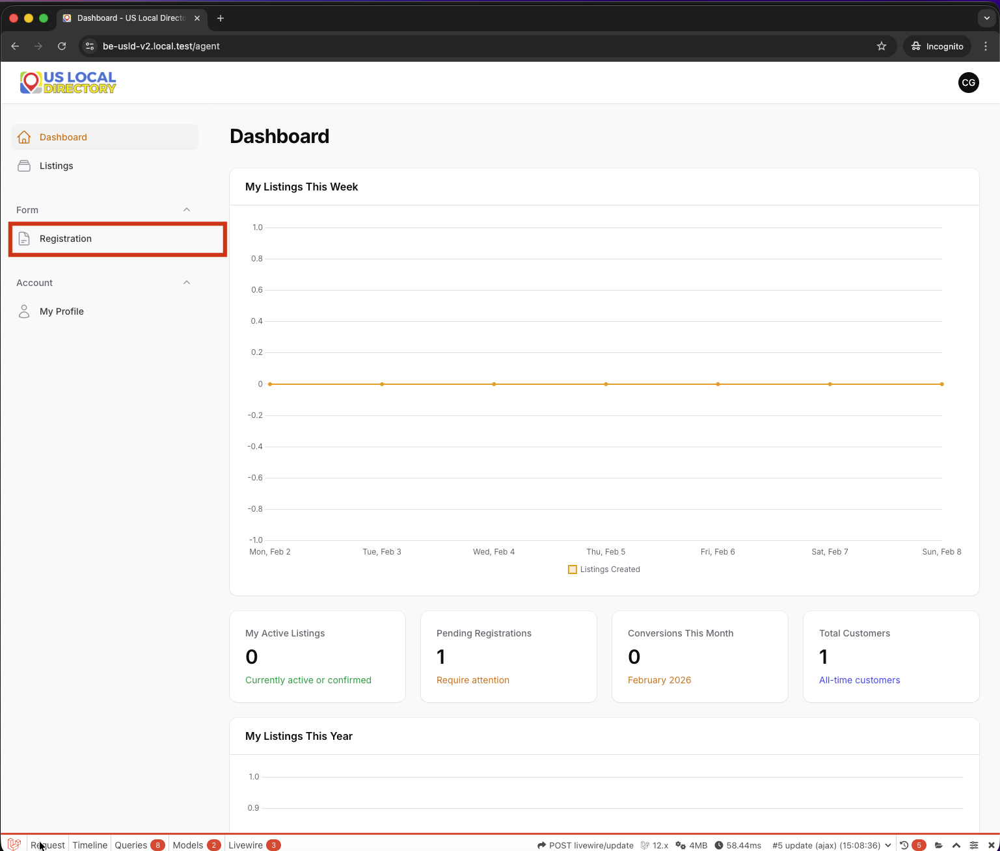 Dashboard - US Local Directo
be-usld-v2.local.test/agent
Incognito
US LOCAL
DIRECTORY
CG
Dashboard
Listings
Form
Registration
Account
My Profile
Dashboard
My Listings This Week
1.0
0.8
0.6
0.4
0.2
0
-0.2
-0.4
-0.6
-0.8
-1.0
Mon, Feb 2 Tue, Feb 3 Wed, Feb 4 Thu, Feb 5 Fri, Feb 6 Sat, Feb 7 Sun, Feb 8
Listings Created
My Active Listings
0
Currently active or confirmed
Pending Registrations
1
Require attention
Conversions This Month
0
February 2026
Total Customers
1
All-time customers
My Listings This Year
1.0
0.9
Request Timeline Queries 8 Models 2 Livewire 3 POST livewire/update 12.x 4MB 58.44ms #5 update (ajax) (15:08:36) 5